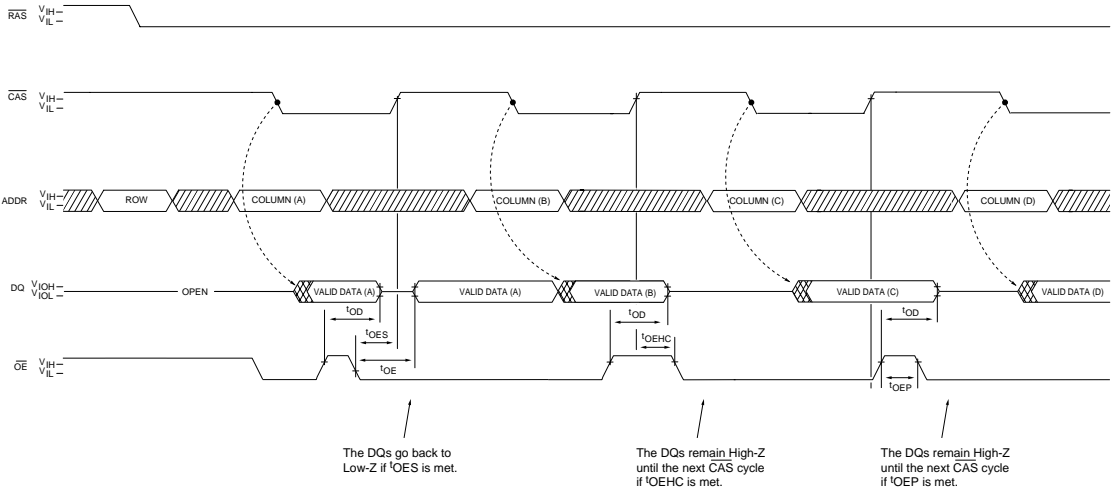 RAS VIH VIL
CAS VIH VIL
ADDR VIH VIL ROW COLUMN (A) COLUMN (B) COLUMN (C) COLUMN (D)
DQ VIOH VIOL OPEN VALID DATA (A) VALID DATA (A) VALID DATA (B) VALID DATA (C) VALID DATA (D)
tOD tOD tOD
tOES tOEHC
OE VIH VIL tOE tOEP
The DQs go back to
Low-Z if tOES is met.
The DQs remain High-Z
until the next CAS cycle
if tOEHC is met.
The DQs remain High-Z
until the next CAS cycle
if tOEP is met.